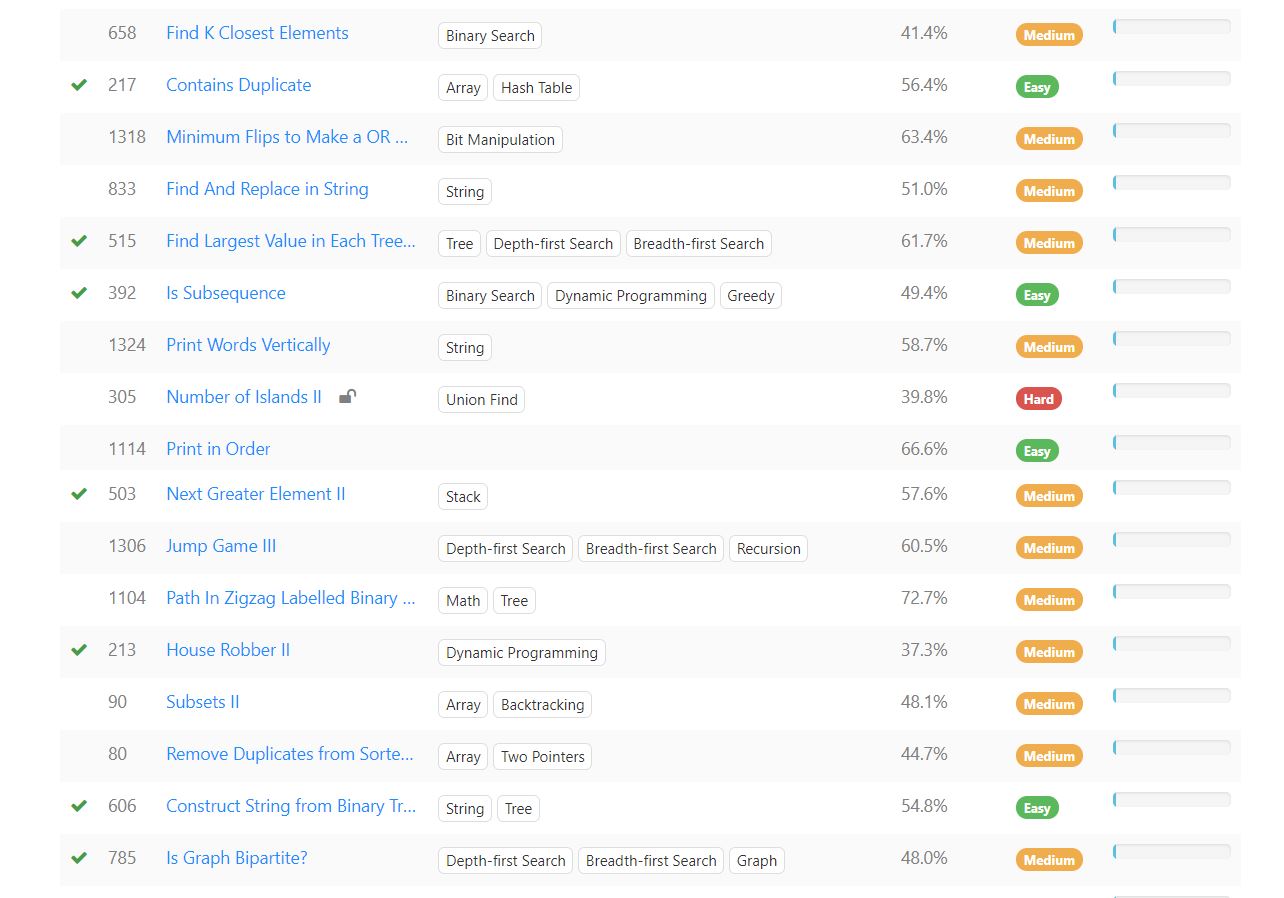 658 Find K Closest Elements Binary Search 41.4% Medium
217 Contains Duplicate Array Hash Table 56.4% Easy
1318 Minimum Flips to Make a OR ... Bit Manipulation 63.4% Medium
833 Find And Replace in String String 51.0% Medium
515 Find Largest Value in Each Tree... Tree Depth-first Search Breadth-first Search 61.7% Medium
392 Is Subsequence Binary Search Dynamic Programming Greedy 49.4% Easy
1324 Print Words Vertically String 58.7% Medium
305 Number of Islands II Union Find 39.8% Hard
1114 Print in Order 66.6% Easy
503 Next Greater Element II Stack 57.6% Medium
1306 Jump Game III Depth-first Search Breadth-first Search Recursion 60.5% Medium
1104 Path In Zigzag Labelled Binary ... Math Tree 72.7% Medium
213 House Robber II Dynamic Programming 37.3% Medium
90 Subsets II Array Backtracking 48.1% Medium
80 Remove Duplicates from Sorte... Array Two Pointers 44.7% Medium
606 Construct String from Binary Tr... String Tree 54.8% Easy
785 Is Graph Bipartite? Depth-first Search Breadth-first Search Graph 48.0% Medium